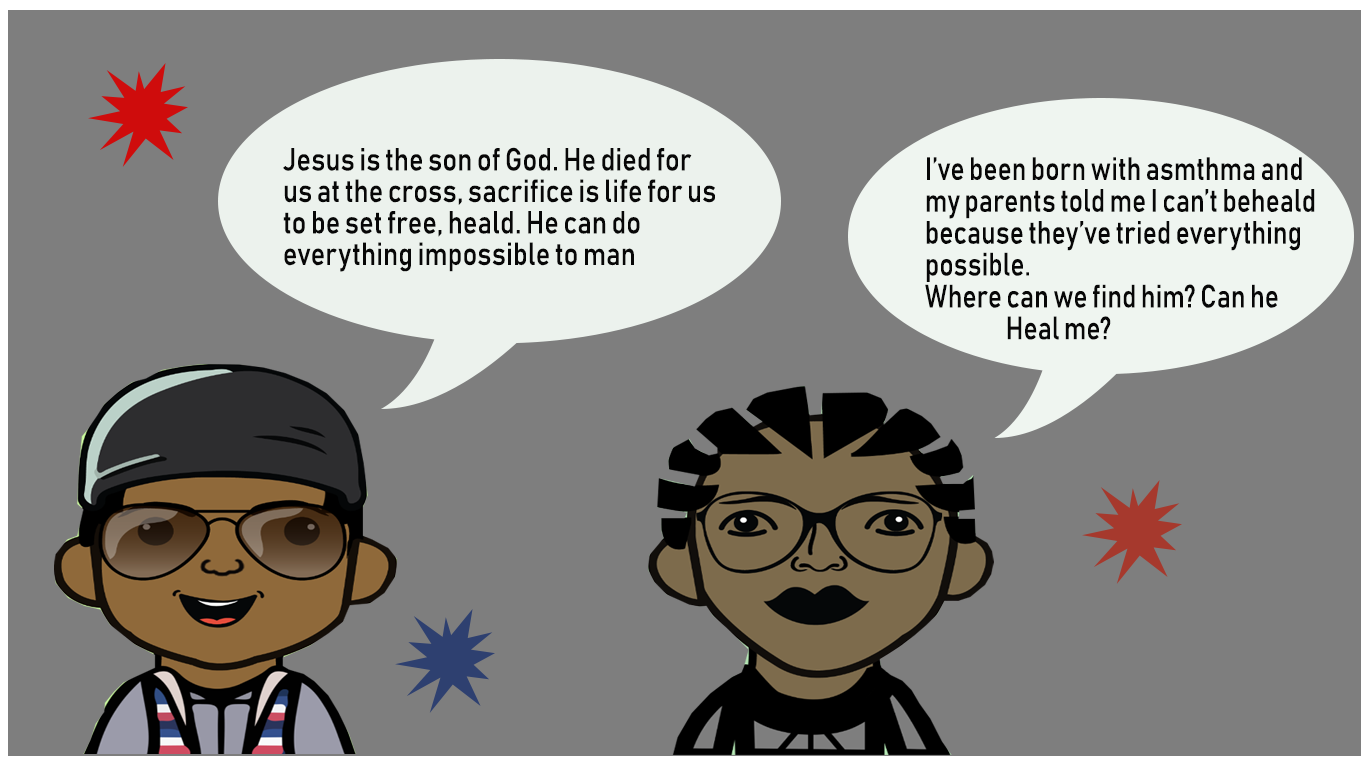 Jesus is the son of God. He died for
us at the cross, sacrifice is life for us
to be set free, heald. He can do
everything impossible to man
I've been born with asmthma and
my parents told me I can't beheald
because they've tried everything
possible.
Where can we find him? Can he
Heal me?